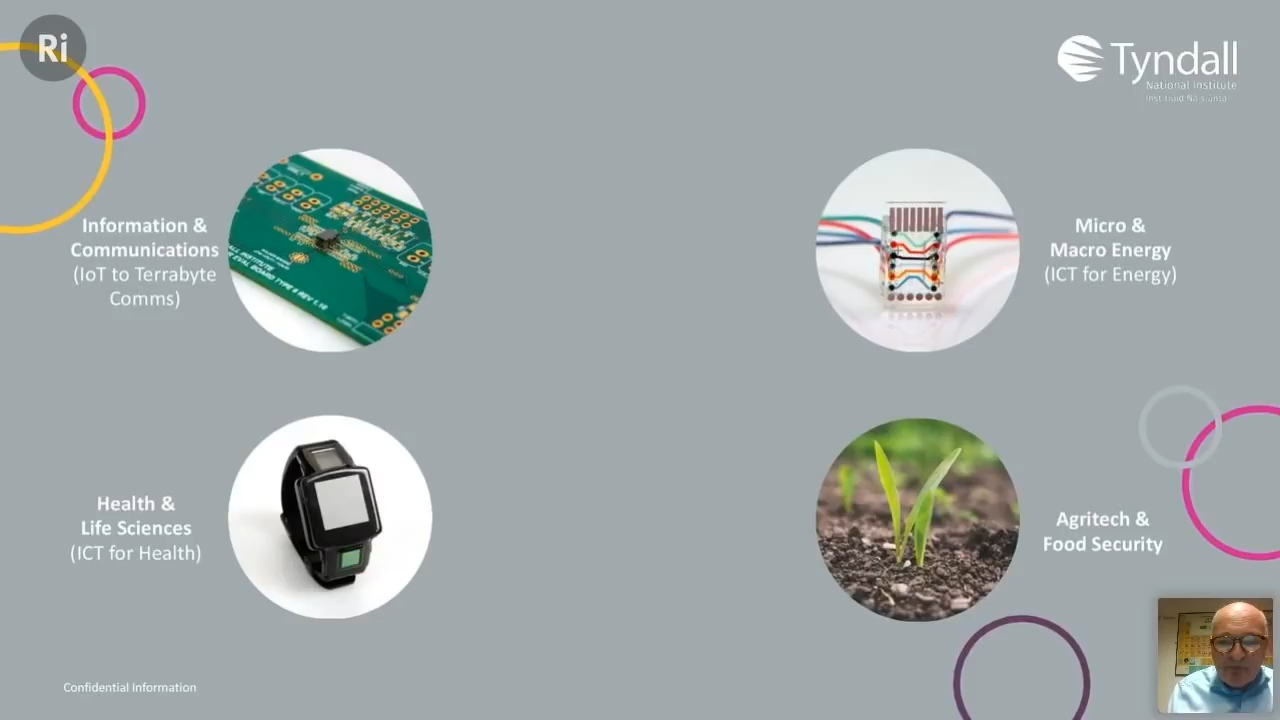 Ri
Tyndall
National Institute
Information &
Communications
(IoT to Terrabyte
Comms)
Micro &
Macro Energy
(ICT for Energy)
Health &
Life Sciences
(ICT for Health)
Agritech &
Food Security
Confidential Information